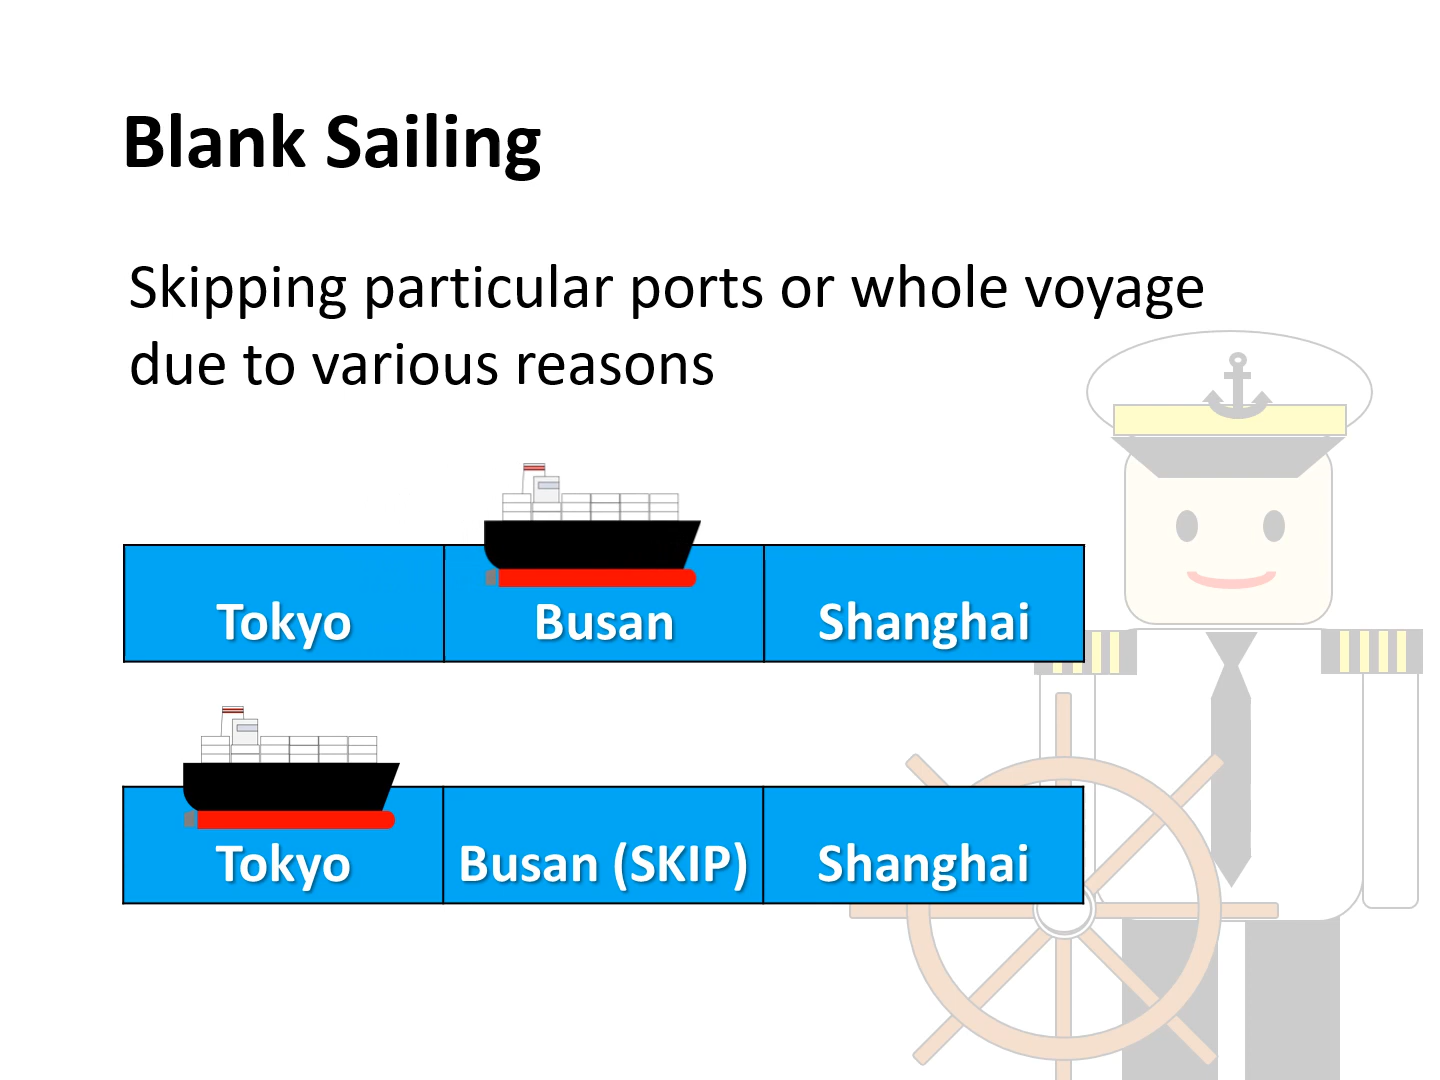 Blank Sailing
Skipping particular ports or whole voyage
due to various reasons
Tokyo Busan Shanghai
Tokyo Busan (SKIP) Shanghai